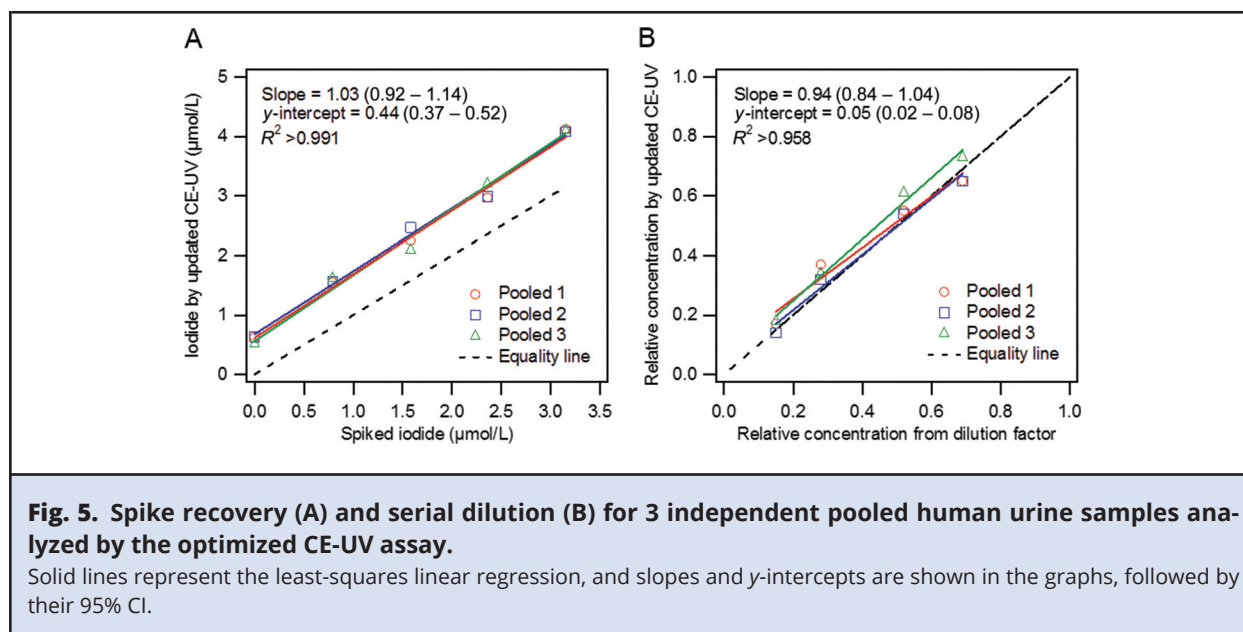 A
Slope = 1.03 (0.92 – 1.14)
y-intercept = 0.44 (0.37 – 0.52)
R² >0.991
Iodide by updated CE-UV (µmol/L)
5
4
3
2
1
0
Pooled 1
Pooled 2
Pooled 3
Equality line
0.0 0.5 1.0 1.5 2.0 2.5 3.0 3.5
Spiked iodide (µmol/L)
B
Slope = 0.94 (0.84 – 1.04)
y-intercept = 0.05 (0.02 – 0.08)
R² >0.958
Relative concentration by updated CE-UV
1.0
0.8
0.6
0.4
0.2
0.0
Pooled 1
Pooled 2
Pooled 3
Equality line
0.0 0.2 0.4 0.6 0.8 1.0
Relative concentration from dilution factor
Fig. 5. Spike recovery (A) and serial dilution (B) for 3 independent pooled human urine samples ana-
lyzed by the optimized CE-UV assay.
Solid lines represent the least-squares linear regression, and slopes and y-intercepts are shown in the graphs, followed by
their 95% CI.